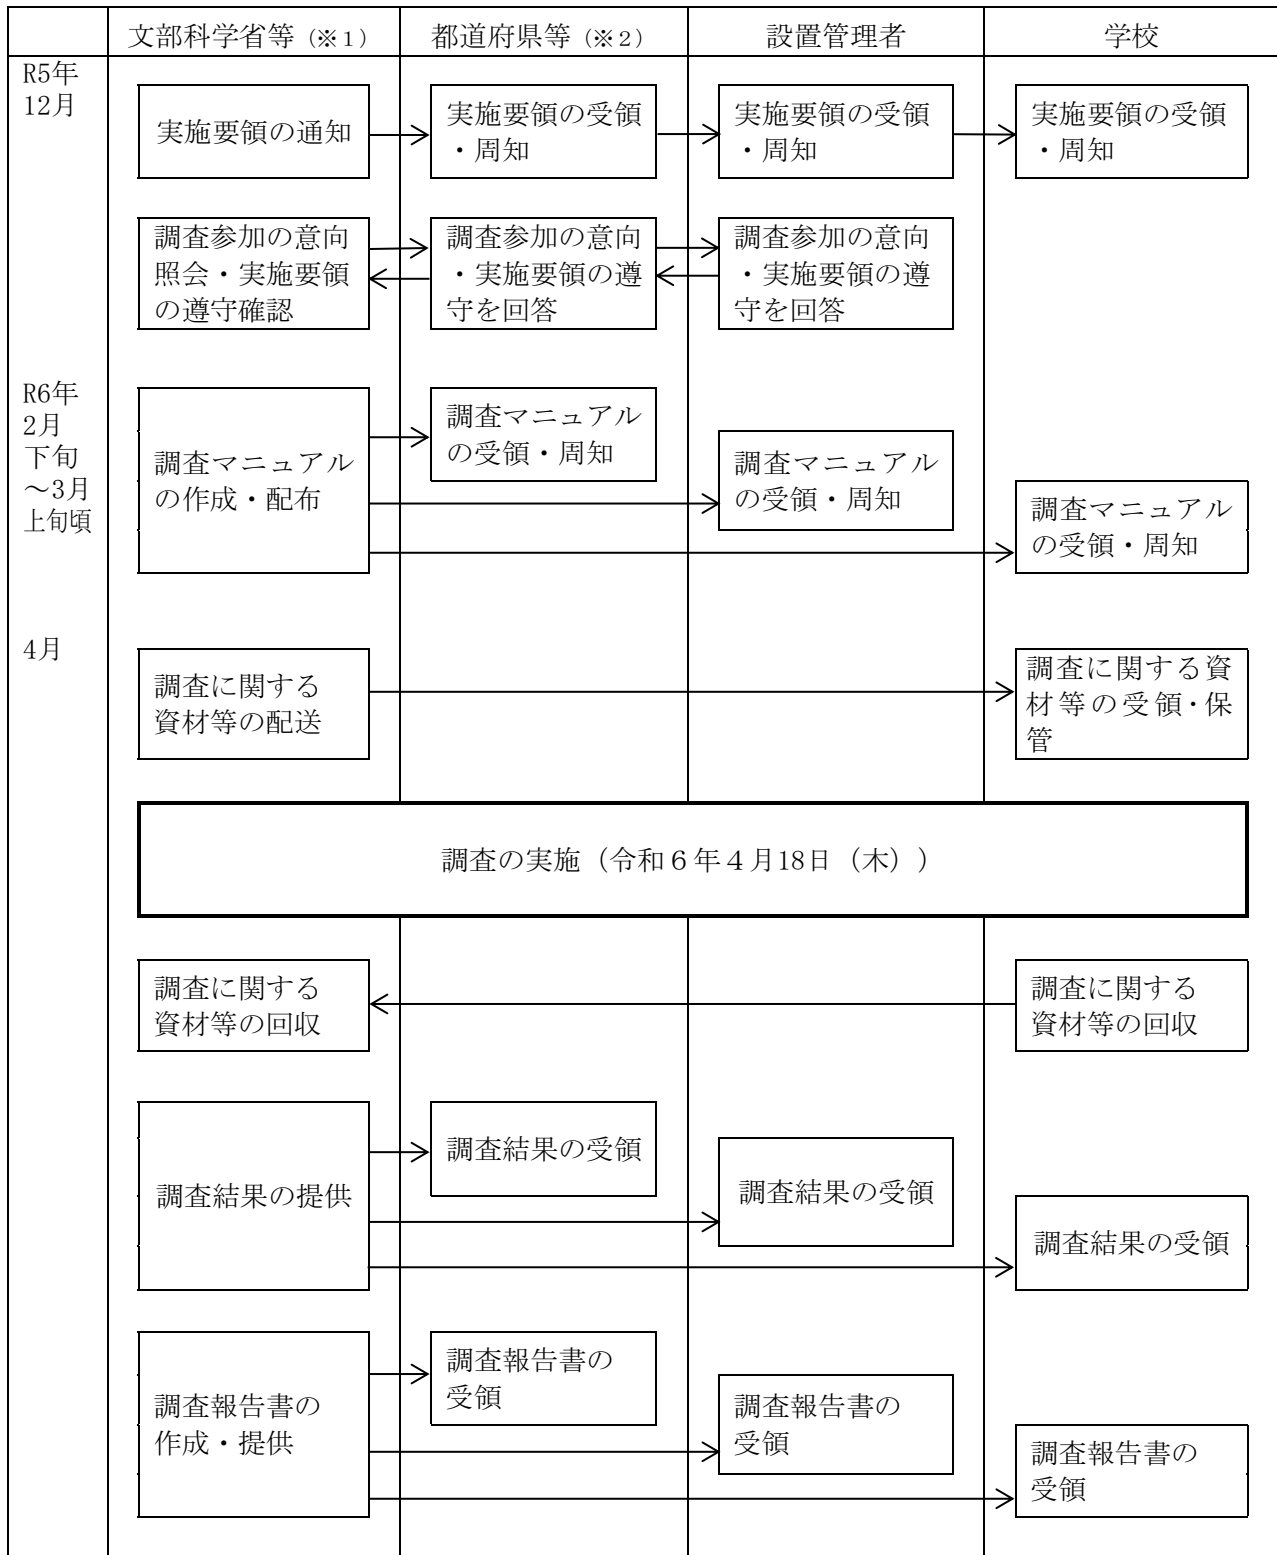 文部科学省等（※１）
都道府県等（※２）
設置管理者
学校
R5年
12月
実施要領の通知
実施要領の受領
・周知
実施要領の受領
・周知
実施要領の受領
・周知
調査参加の意向
照会・実施要領
の遵守確認
調査参加の意向
・実施要領の遵
守を回答
調査参加の意向
・実施要領の遵
守を回答
R6年
2月
下旬
～3月
上旬頃
調査マニュアル
の作成・配布
調査マニュアル
の受領・周知
調査マニュアル
の受領・周知
調査マニュアル
の受領・周知
4月
調査に関する
資材等の配送
調査に関する資
材等の受領・保
管
調査の実施（令和６年４月18日（木））
調査に関する
資材等の回収
調査に関する
資材等の回収
調査結果の提供
調査結果の受領
調査結果の受領
調査結果の受領
調査報告書の
作成・提供
調査報告書の
受領
調査報告書の
受領
調査報告書の
受領